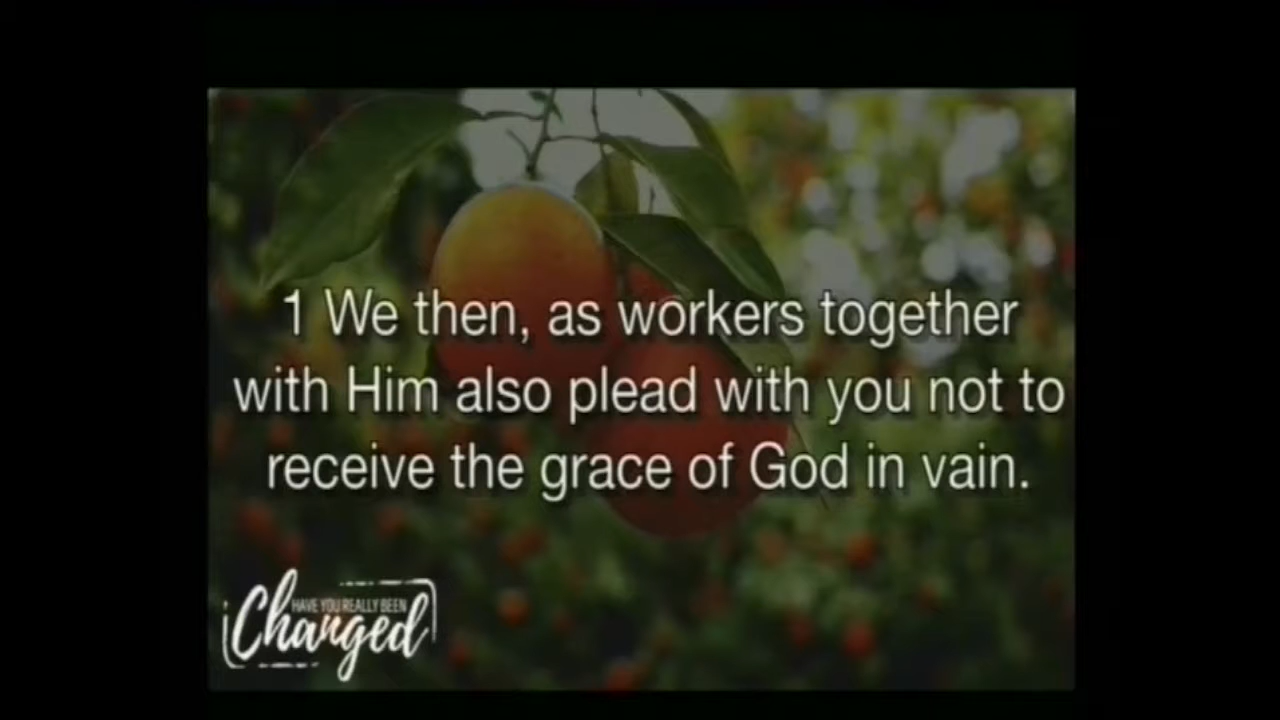 1 We then, as workers together
with Him also plead with you not to
receive the grace of God in vain.
HAVE YOU REALLY BEEN
Changed